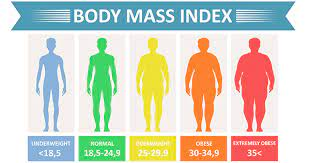 BODY MASS INDEX
UNDERWEIGHT NORMAL OVERWEIGHT OBESE EXTREMELY OBESE
<18,5 18,5-24,9 25-29,9 30-34,9 35<